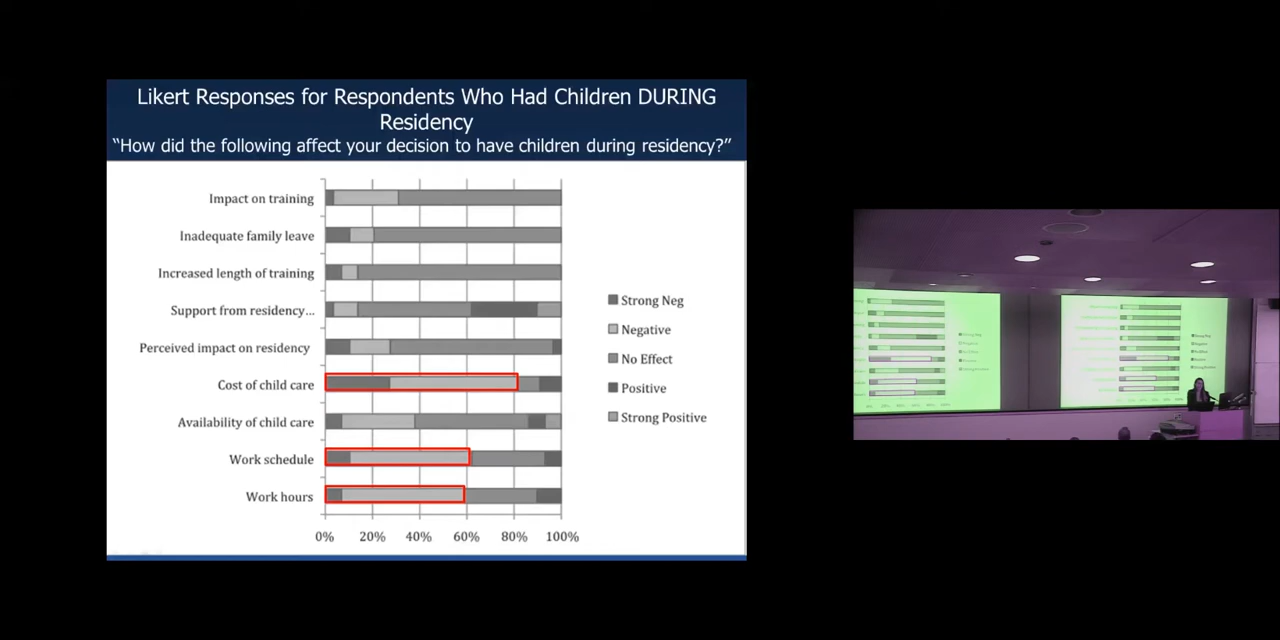 Likert Responses for Respondents Who Had Children DURING
Residency
“How did the following affect your decision to have children during residency?”
Impact on training
Inadequate family leave
Increased length of training
Support from residency...
Perceived impact on residency
Cost of child care
Availability of child care
Work schedule
Work hours
0% 20% 40% 60% 80% 100%
Strong Neg
Negative
No Effect
Positive
Strong Positive